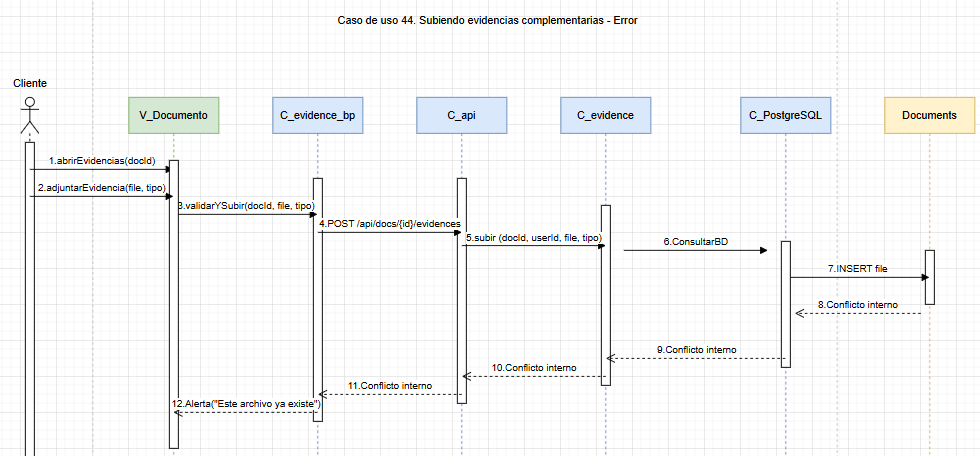 Caso de uso 44. Subiendo evidencias complementarias - Error
Cliente
V_Documento
C_evidence_bp
C_api
C_evidence
C_PostgreSQL
Documents
1.abrirEvidencias(docId)
2.adjuntarEvidencia(file, tipo)
3.validarYSubir(docId, file, tipo)
4.POST /api/docs/{id}/evidences
5.subir (docId, userId, file, tipo)
6.ConsultarBD
7.INSERT file
8.Conflicto interno
9.Conflicto interno
10.Conflicto interno
11.Conflicto interno
12.Alerta("Este archivo ya existe")